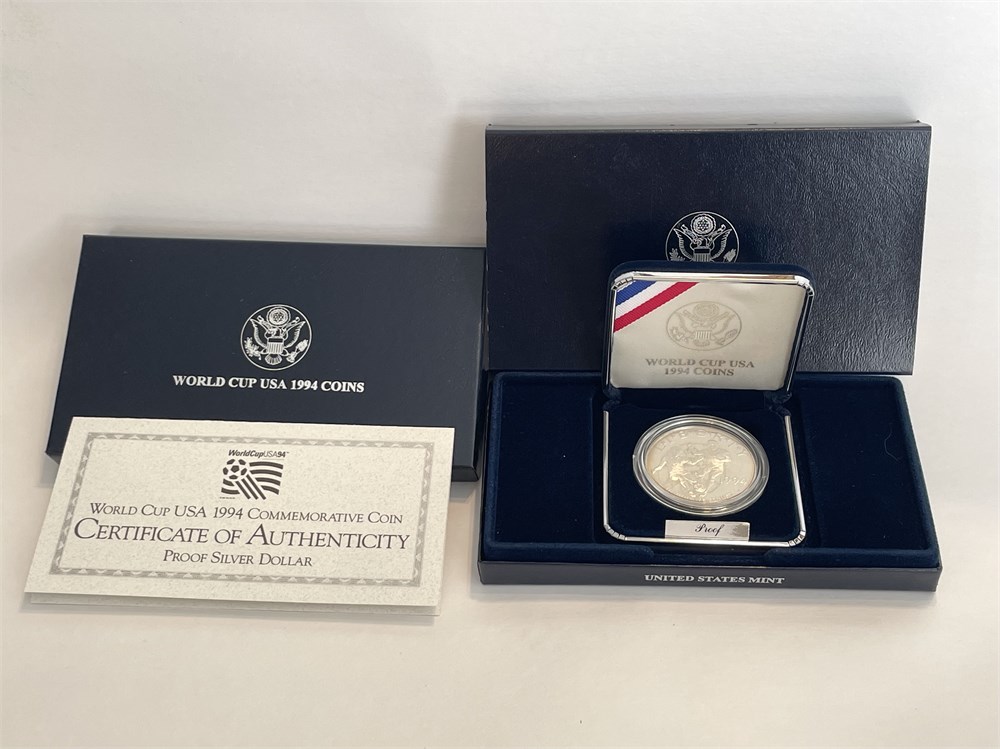 WORLD CUP USA 1994 COINS
WorldCupUSA94
WORLD CUP USA 1994 COMMEMORATIVE COIN
CERTIFICATE OF AUTHENTICITY
PROOF SILVER DOLLAR
WORLD CUP USA
1994 COINS
1994
Proof
UNITED STATES MINT